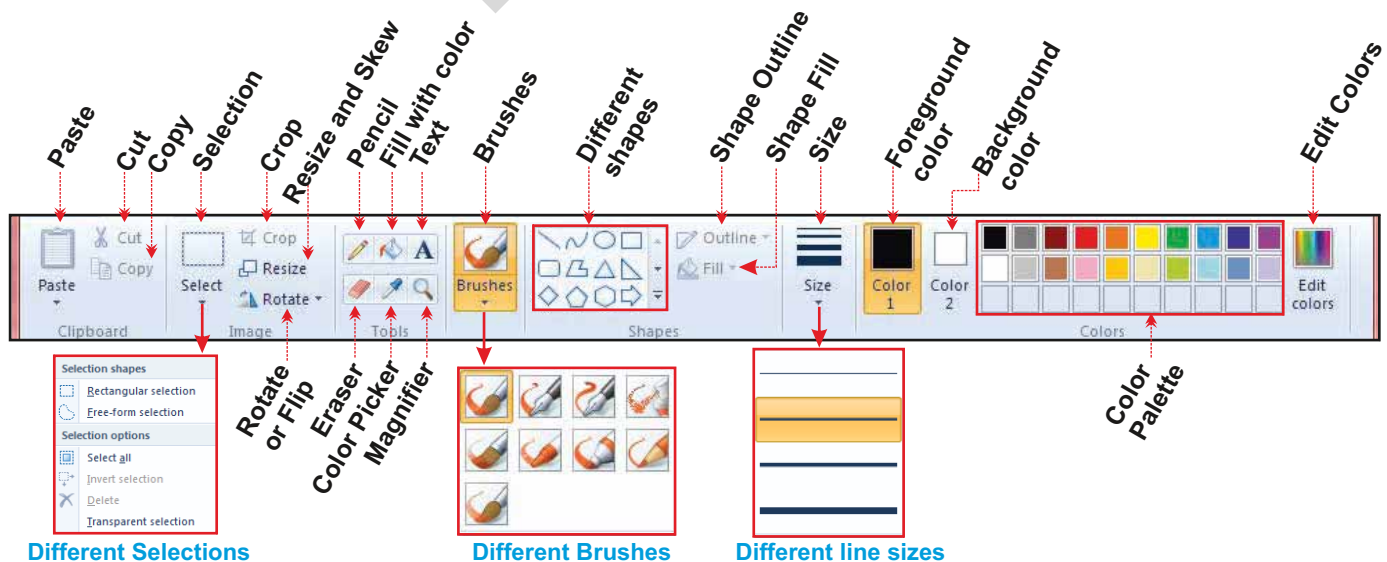 Paste
Cut
Copy
Selection
Crop
Resize and Skew
Pencil
Fill with color
Text
Brushes
Different
shapes
Shape Outline
Shape Fill
Size
Foreground
color
Background
color
Edit Colors
Paste
Cut
Copy
Clipboard
Select
Crop
Resize
Rotate
Image
A
Tools
Brushes
Outline
Fill
Shapes
Size
Color
1
Color
2
Edit
colors
Colors
Selection shapes
Rectangular selection
Free-form selection
Selection options
Select all
Invert selection
Delete
Transparent selection
Different Selections
Rotate
or Flip
Eraser
Color Picker
Magnifier
Different Brushes
Different line sizes
Color
Palette